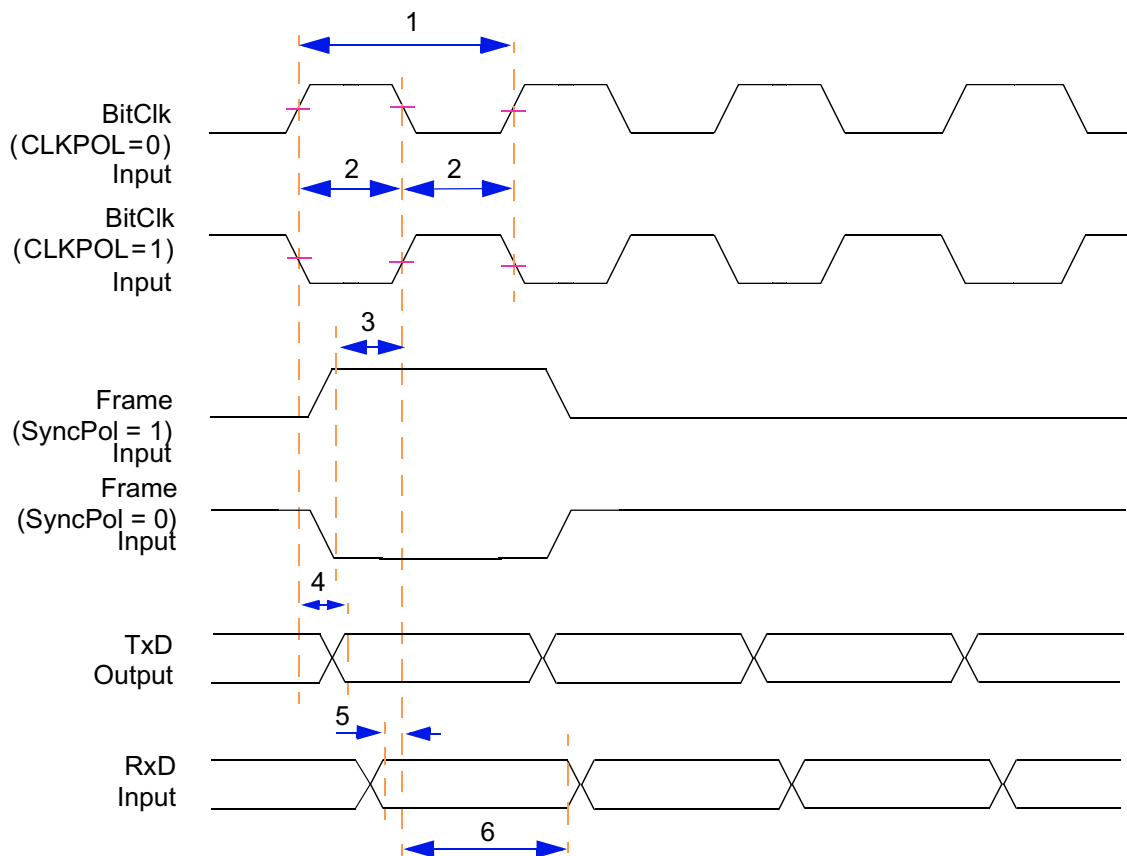 1
BitClk
(CLKPOL=0)
Input
2 2
BitClk
(CLKPOL=1)
Input
3
Frame
(SyncPol = 1)
Input
Frame
(SyncPol = 0)
Input
4
TxD
Output
5
RxD
Input
6